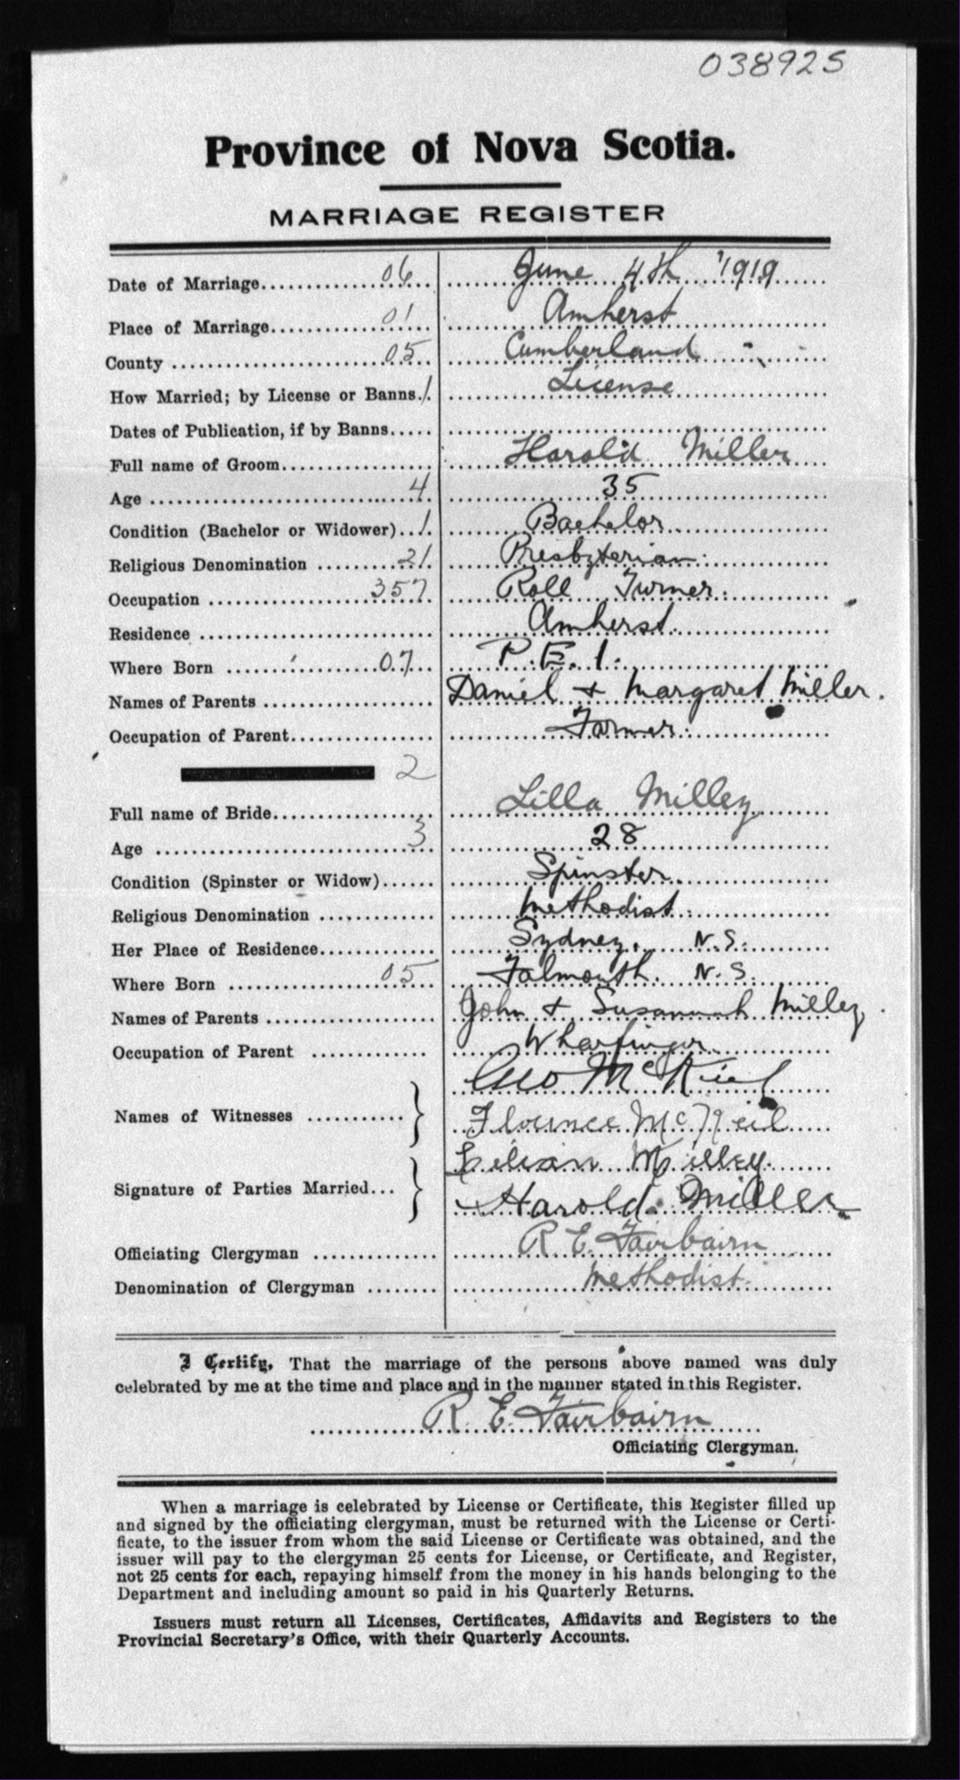 038925
Province of Nova Scotia.
MARRIAGE REGISTER
Date of Marriage 06 June 4th 1919
Place of Marriage 01 Amherst
County 05 Cumberland
How Married; by License or Banns. 1 License
Dates of Publication, if by Banns
Full name of Groom Harold Miller
Age 4 35
Condition (Bachelor or Widower) 1 Bachelor
Religious Denomination 21 Presbyterian
Occupation 357 Roll Turner
Residence Amherst
Where Born 07 P.E.I.
Names of Parents Daniel + Margaret Miller.
Occupation of Parent Farmer
2
Full name of Bride Lilla Milley
Age 3 28
Condition (Spinster or Widow) Spinster
Religious Denomination Methodist
Her Place of Residence Sydney, N.S.
Where Born 05 Falmouth N.S.
Names of Parents John + Susannah Milley
Occupation of Parent Wharfinger
Geo
Names of Witnesses
Florence McNeil
Lilian Milley
Signature of Parties Married
Harold Miller
Officiating Clergyman R. E. Fairbairn
Denomination of Clergyman Methodist
I Certify, That the marriage of the persons above named was duly
celebrated by me at the time and place and in the manner stated in this Register.
R. E. Fairbairn
Officiating Clergyman.
When a marriage is celebrated by License or Certificate, this Register filled up
and signed by the officiating clergyman, must be returned with the License or Certi-
ficate, to the issuer from whom the said License or Certificate was obtained, and the
issuer will pay to the clergyman 25 cents for License, or Certificate, and Register,
not 25 cents for each, repaying himself from the money in his hands belonging to the
Department and including amount so paid in his Quarterly Returns.
Issuers must return all Licenses, Certificates, Affidavits and Registers to the
Provincial Secretary's Office, with their Quarterly Accounts.